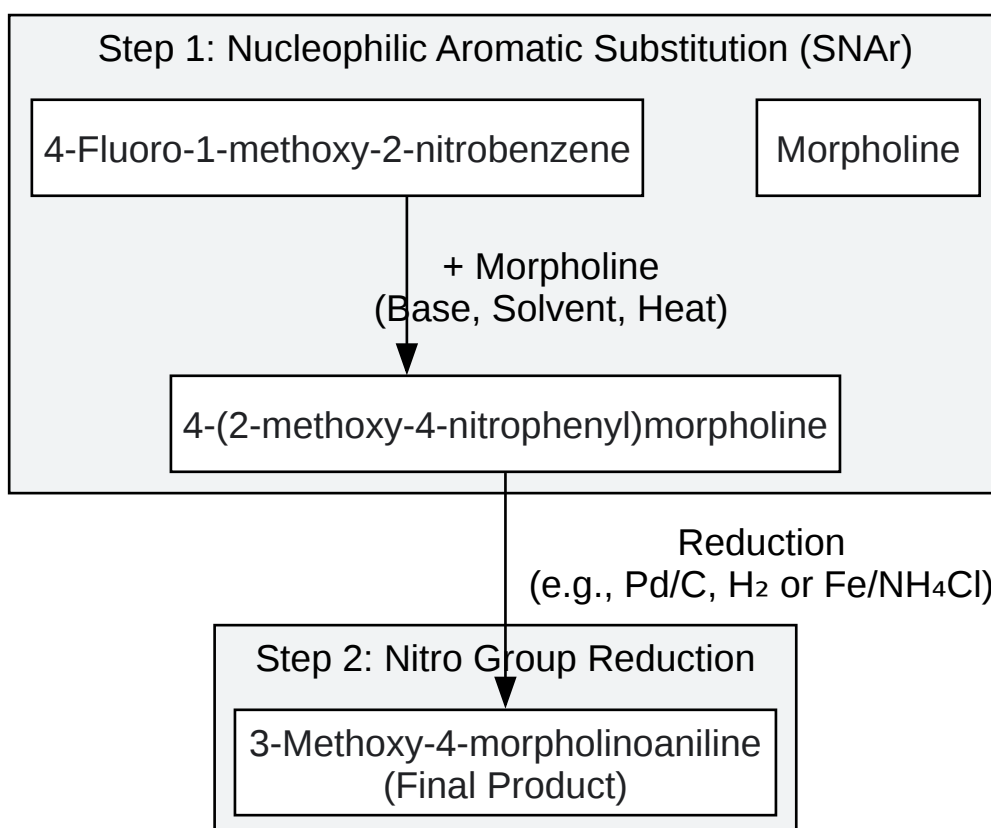 Step 1: Nucleophilic Aromatic Substitution (SNAr)
4-Fluoro-1-methoxy-2-nitrobenzene
Morpholine
+ Morpholine
(Base, Solvent, Heat)
4-(2-methoxy-4-nitrophenyl)morpholine
Reduction
(e.g., Pd/C, H₂ or Fe/NH₄Cl)
Step 2: Nitro Group Reduction
3-Methoxy-4-morpholinoaniline
(Final Product)